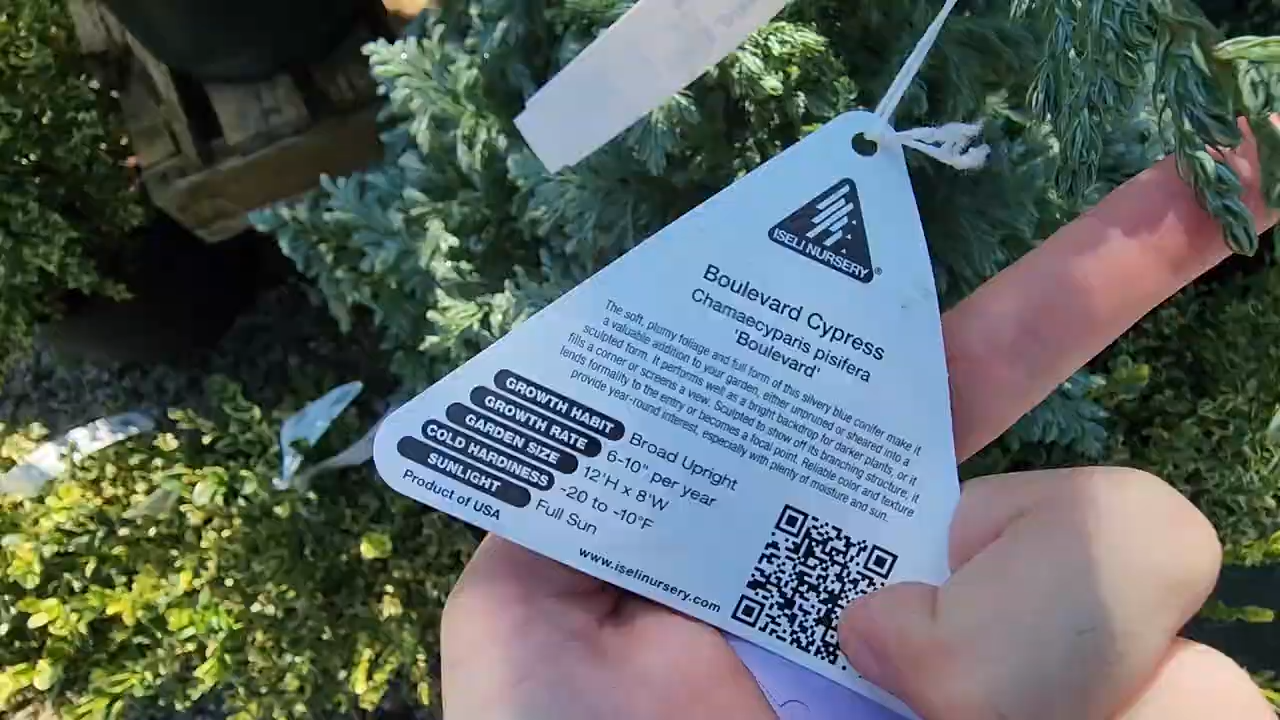 ISELI NURSERY®
Boulevard Cypress
Chamaecyparis pisifera
'Boulevard'
The soft, plumy foliage and full form of this silvery blue conifer make it
a valuable addition to your garden, either unpruned or sheared into a
sculpted form. It performs well as a bright backdrop for darker plants, or it
fills a corner or screens a view. Sculpted to show off its branching structure, it
lends formality to the entry or becomes a focal point. Reliable color and texture
provide year-round interest, especially with plenty of moisture and sun.
GROWTH HABIT Broad Upright
GROWTH RATE 6-10" per year
GARDEN SIZE 12'H x 8'W
COLD HARDINESS -20 to -10°F
SUNLIGHT Full Sun
Product of USA
www.iselinursery.com